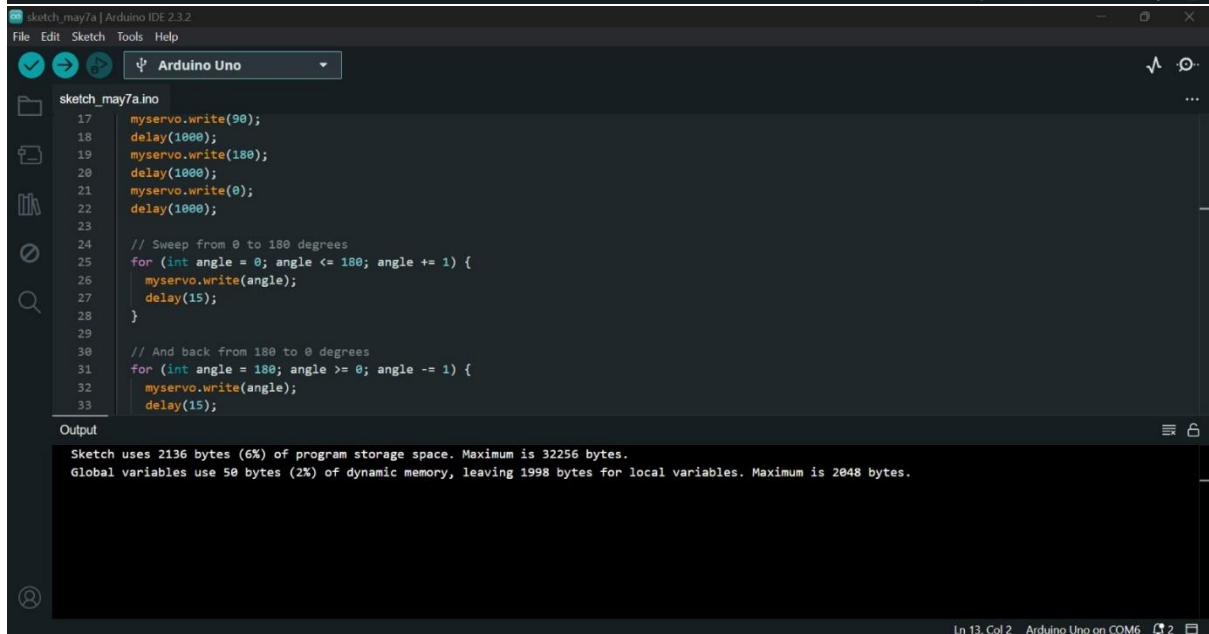 sketch_may7a | Arduino IDE 2.3.2
File Edit Sketch Tools Help
Arduino Uno
sketch_may7a.ino
17 myservo.write(90);
18 delay(1000);
19 myservo.write(180);
20 delay(1000);
21 myservo.write(0);
22 delay(1000);
23
24 // Sweep from 0 to 180 degrees
25 for (int angle = 0; angle <= 180; angle += 1) {
26 myservo.write(angle);
27 delay(15);
28 }
29
30 // And back from 180 to 0 degrees
31 for (int angle = 180; angle >= 0; angle -= 1) {
32 myservo.write(angle);
33 delay(15);
Output
Sketch uses 2136 bytes (6%) of program storage space. Maximum is 32256 bytes.
Global variables use 50 bytes (2%) of dynamic memory, leaving 1998 bytes for local variables. Maximum is 2048 bytes.
Ln 13, Col 2 Arduino Uno on COM6 2